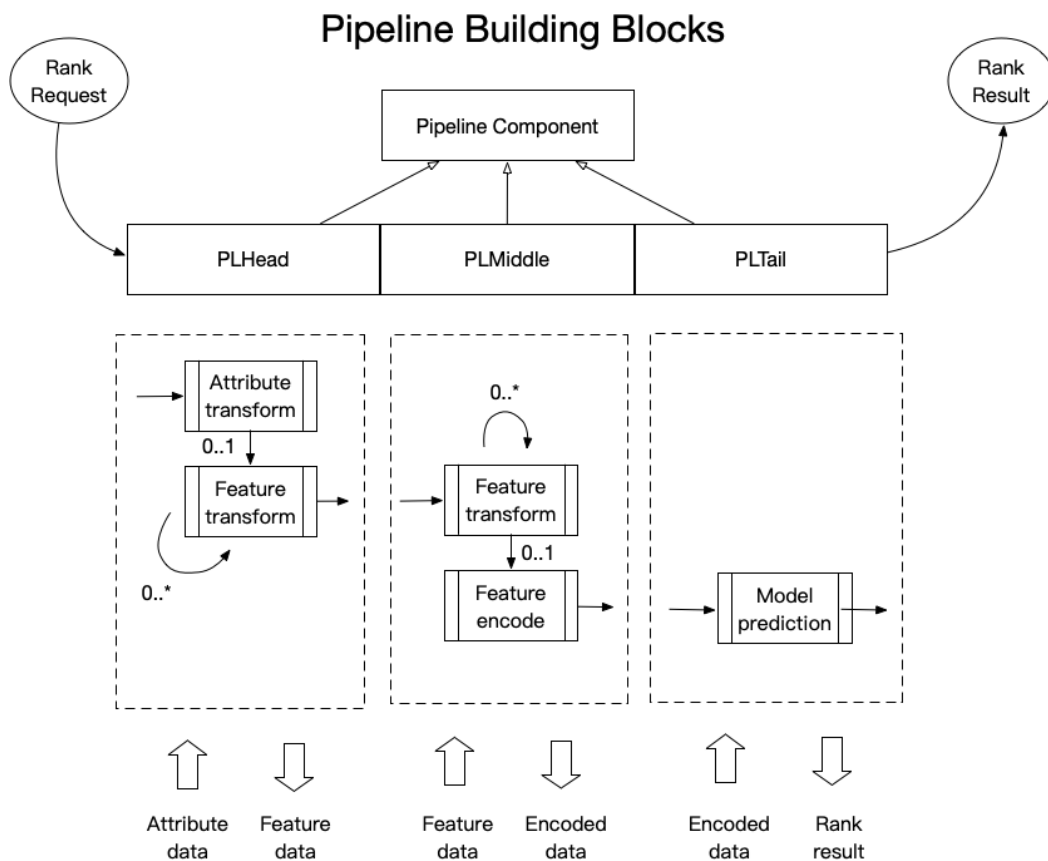 Pipeline Building Blocks
Rank
Request
Rank
Result
Pipeline Component
PLHead
PLMiddle
PLTail
Attribute
transform
0..1
Feature
transform
0..*
0..*
Feature
transform
0..1
Feature
encode
Model
prediction
Attribute
data
Feature
data
Feature
data
Encoded
data
Encoded
data
Rank
result